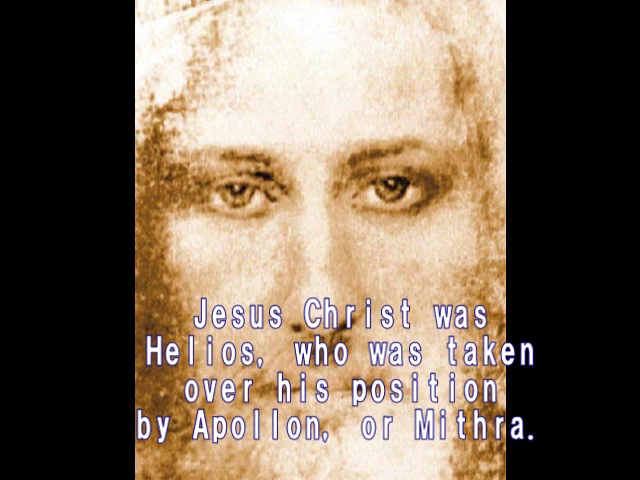 Jesus Christ was
Helios, who was taken
over his position
by Apollon, or Mithra.